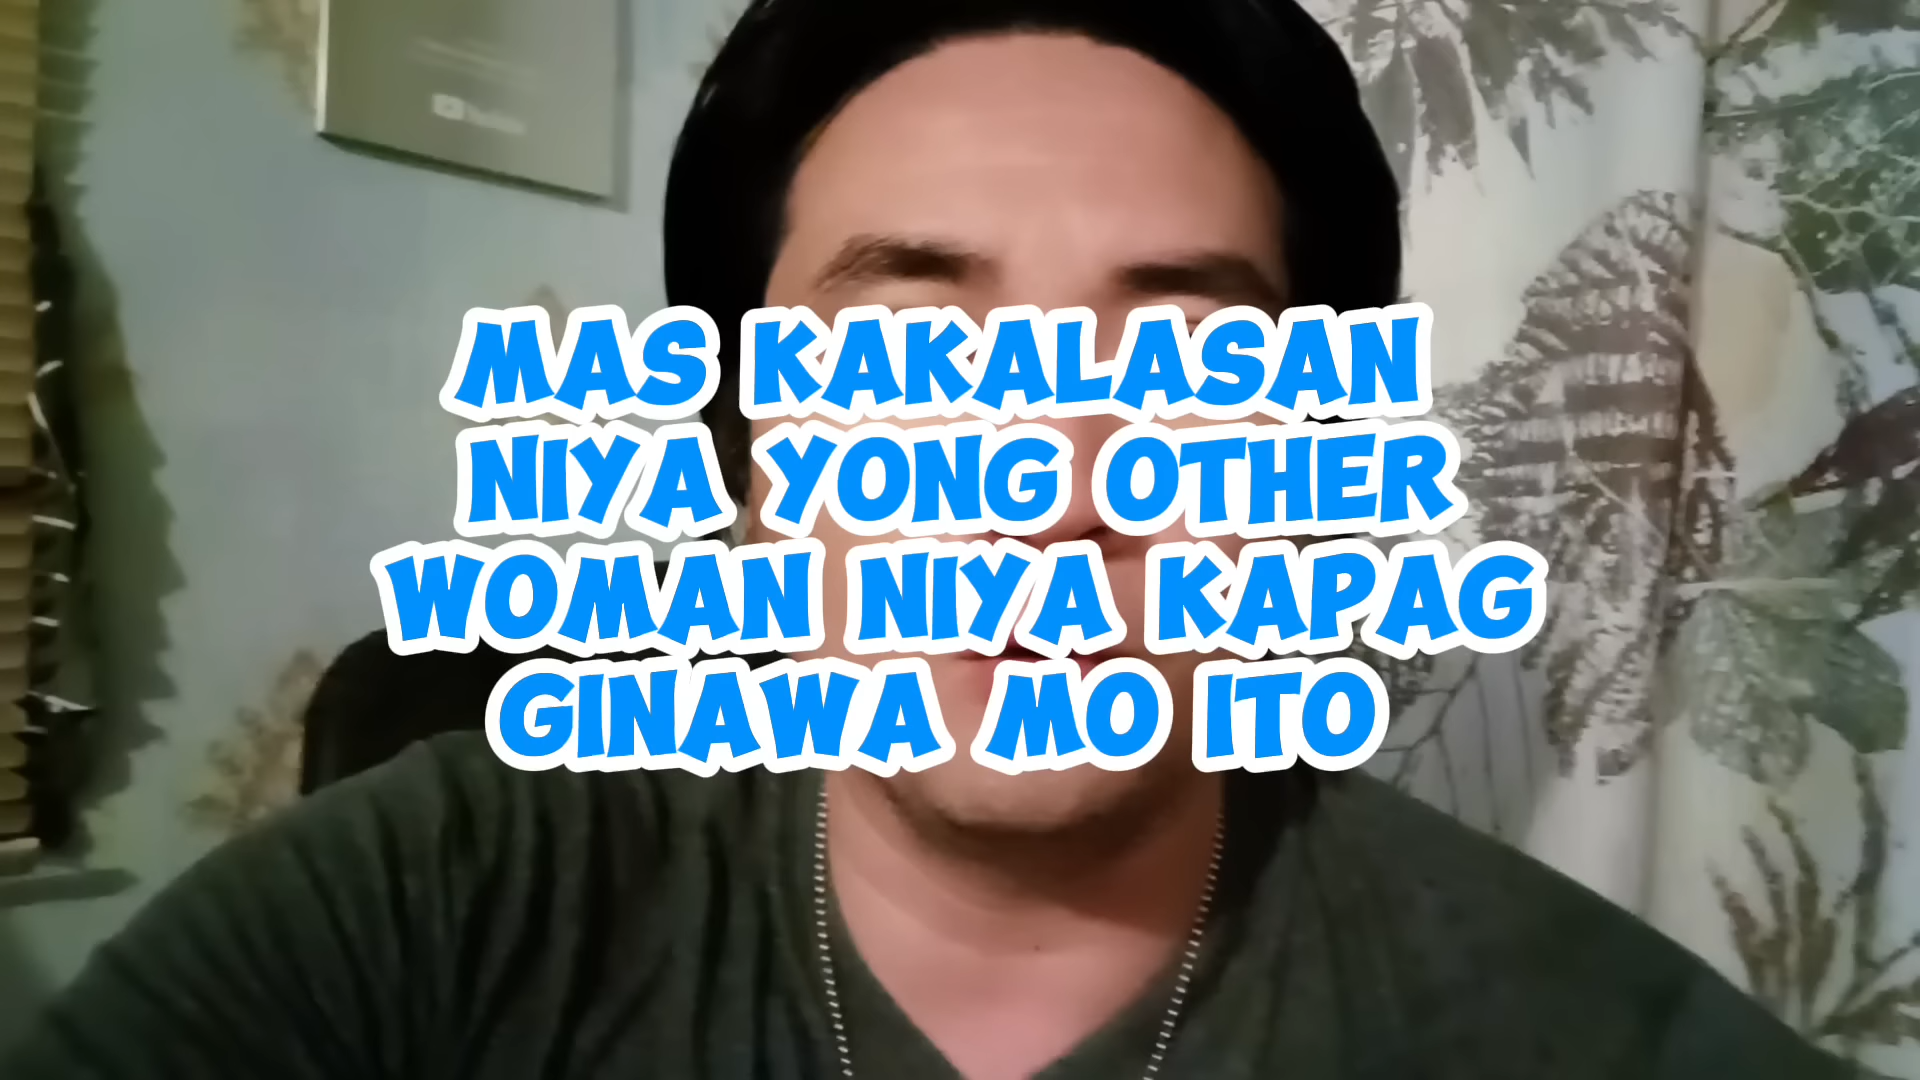 MAS KAKALASAN
NIYA YONG OTHER
WOMAN NIYA KAPAG
GINAWA MO ITO